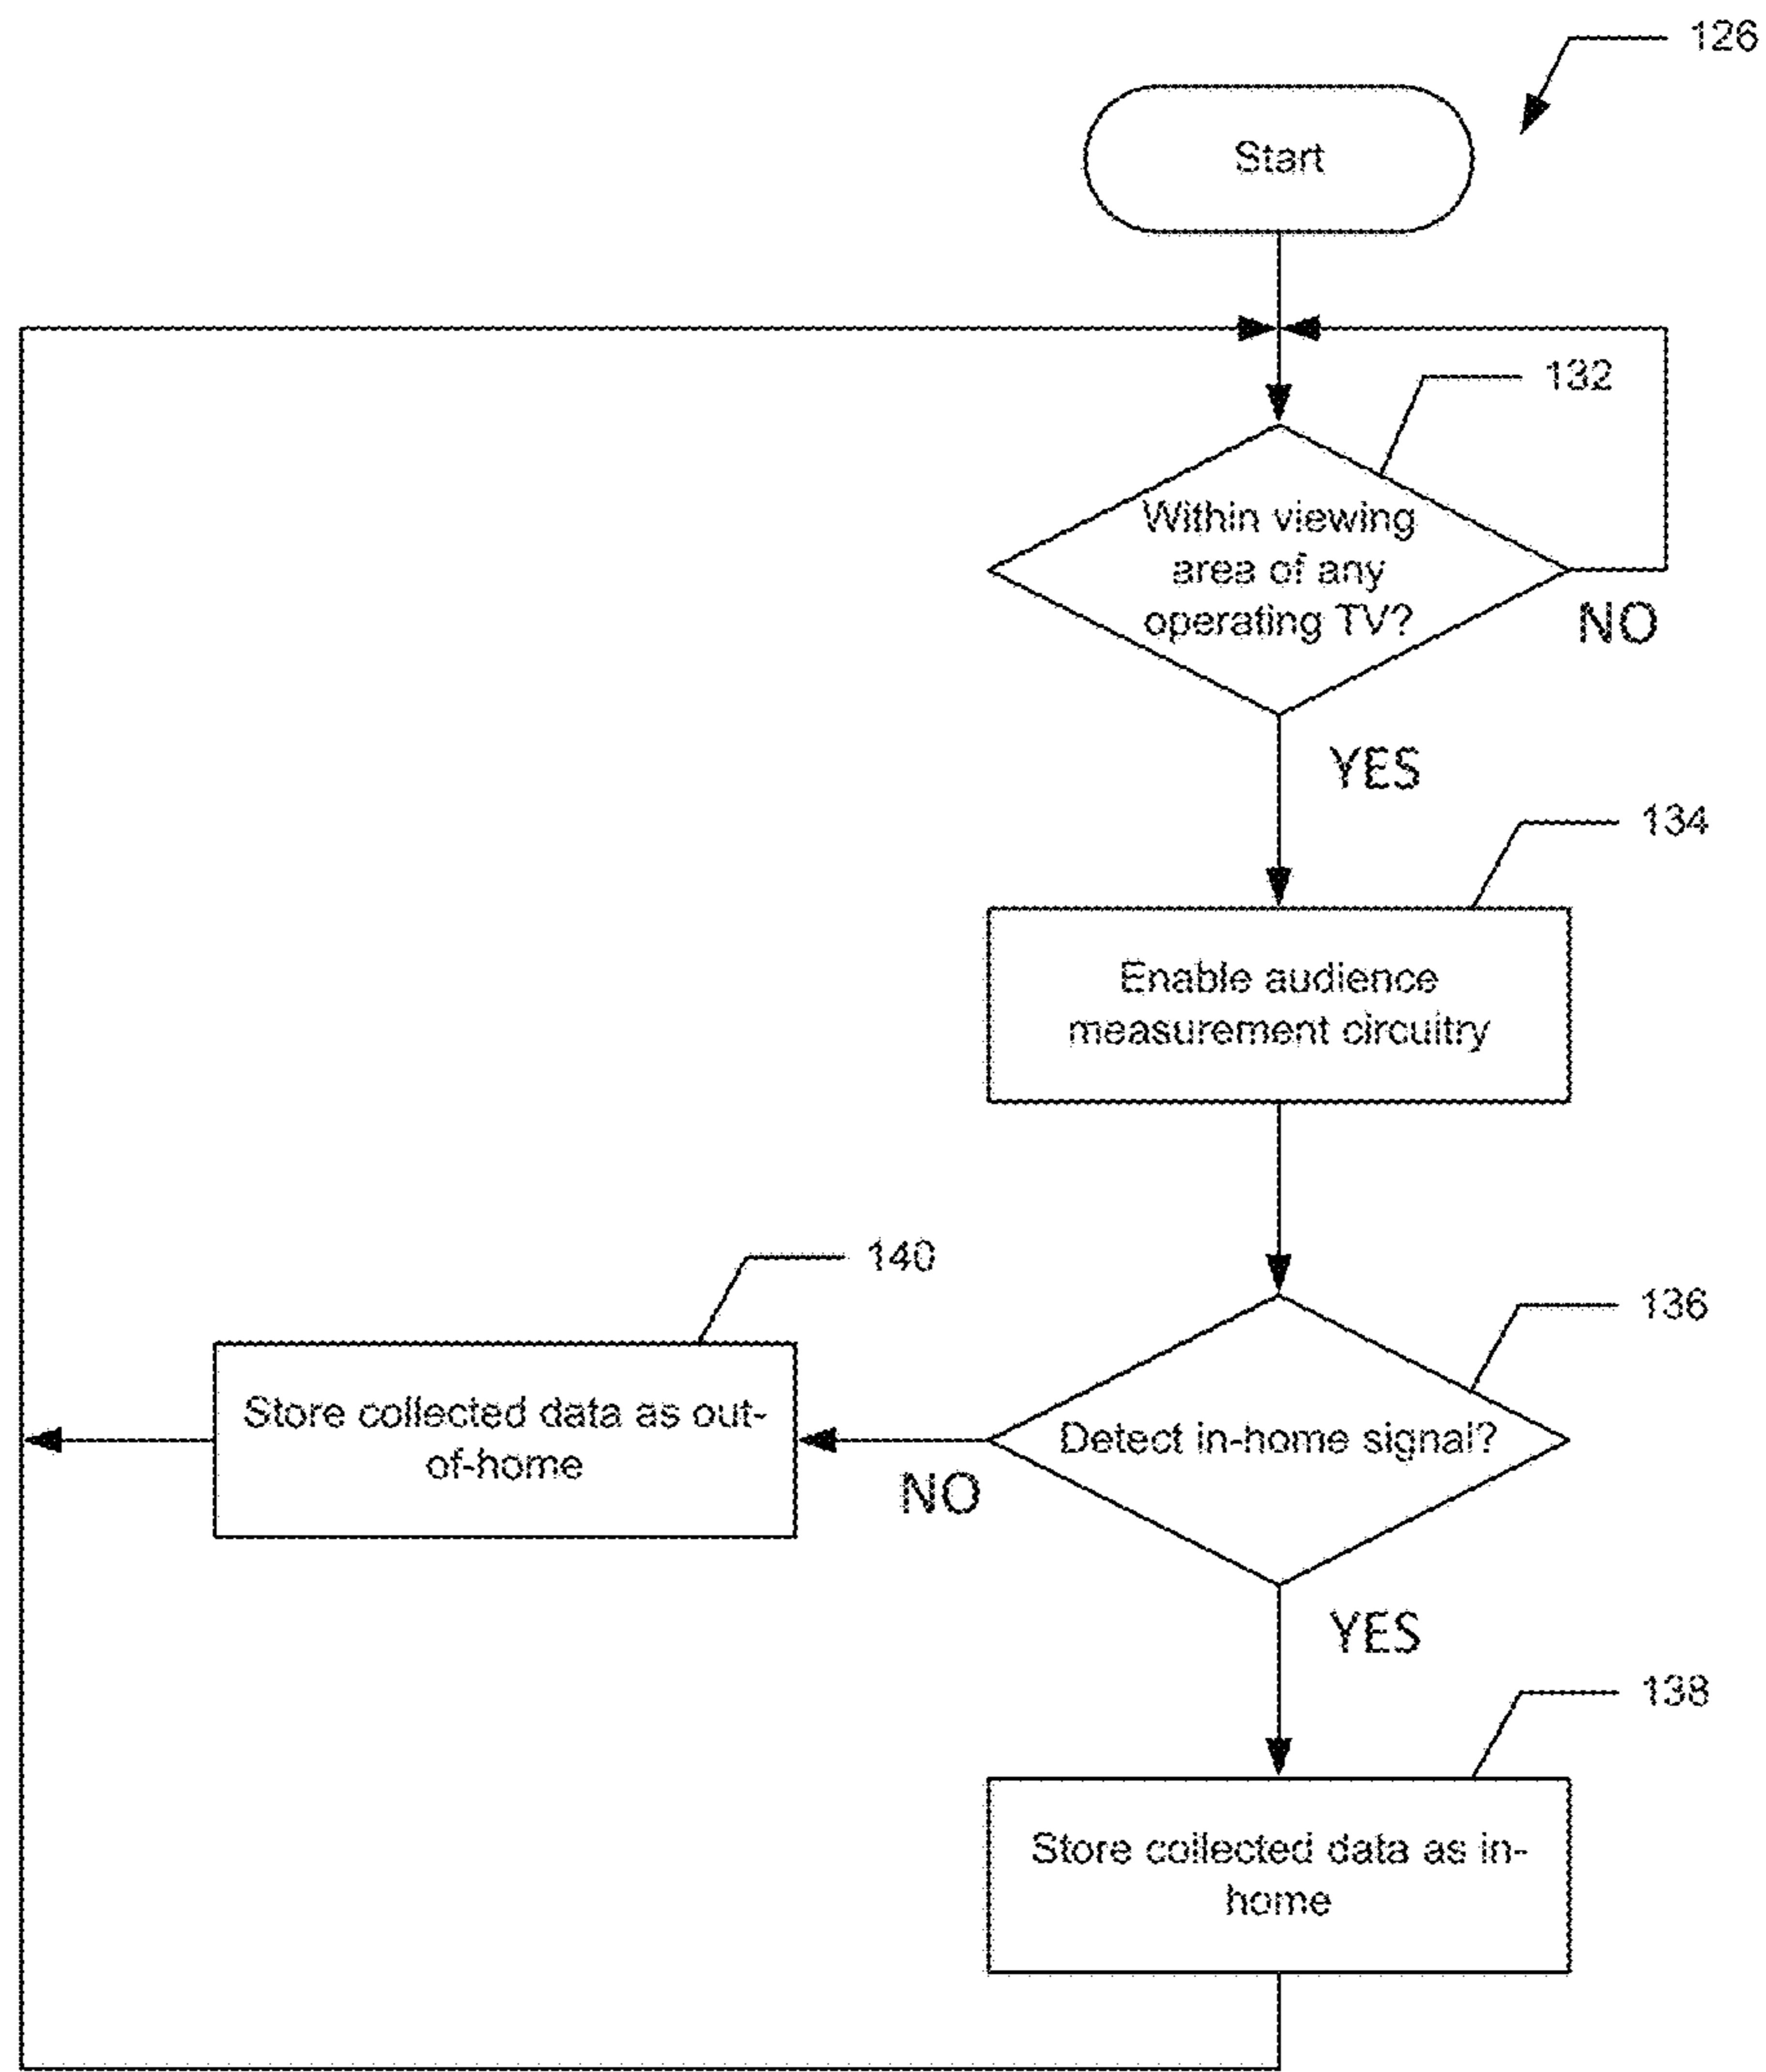 126
Start
132
Within viewing
area of any
operating TV?
NO
YES
134
Enable audience
measurement circuitry
140
136
Store collected data as out-
of-home
Detect in-home signal?
NO
YES
138
Store collected data as in-
home